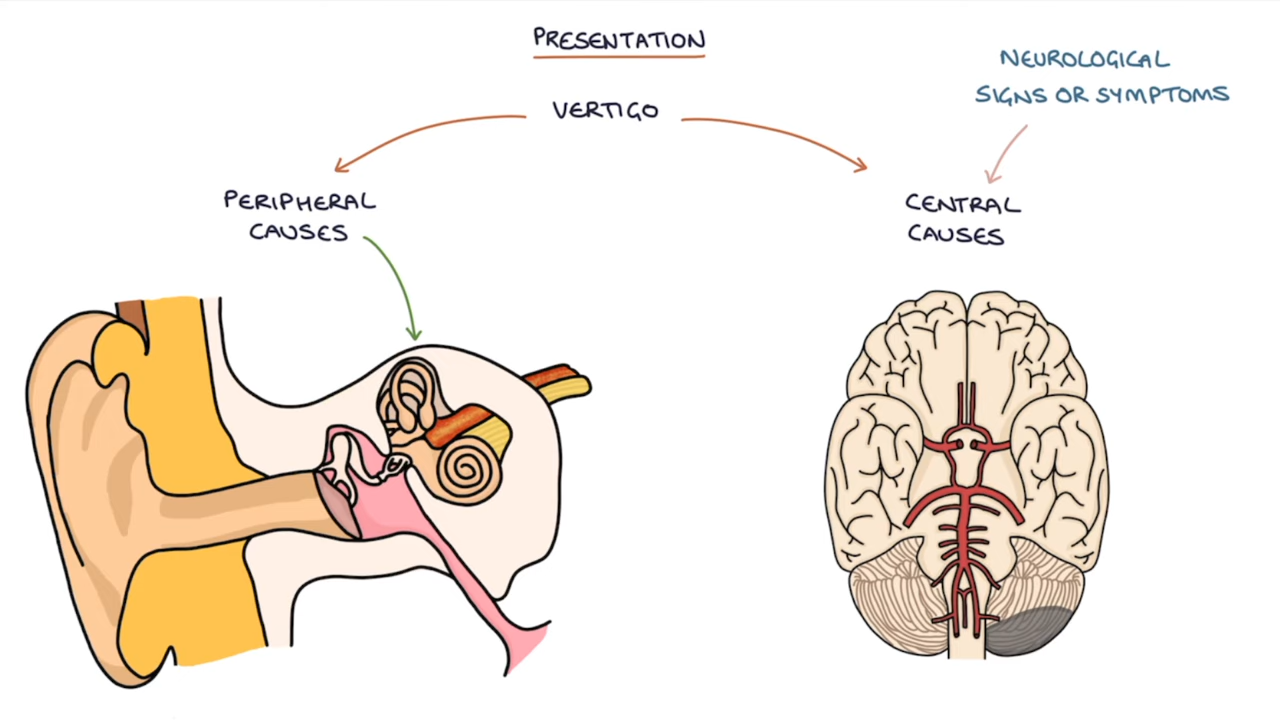 PRESENTATION
NEUROLOGICAL
SIGNS OR SYMPTOMS
VERTIGO
PERIPHERAL
CAUSES
CENTRAL
CAUSES